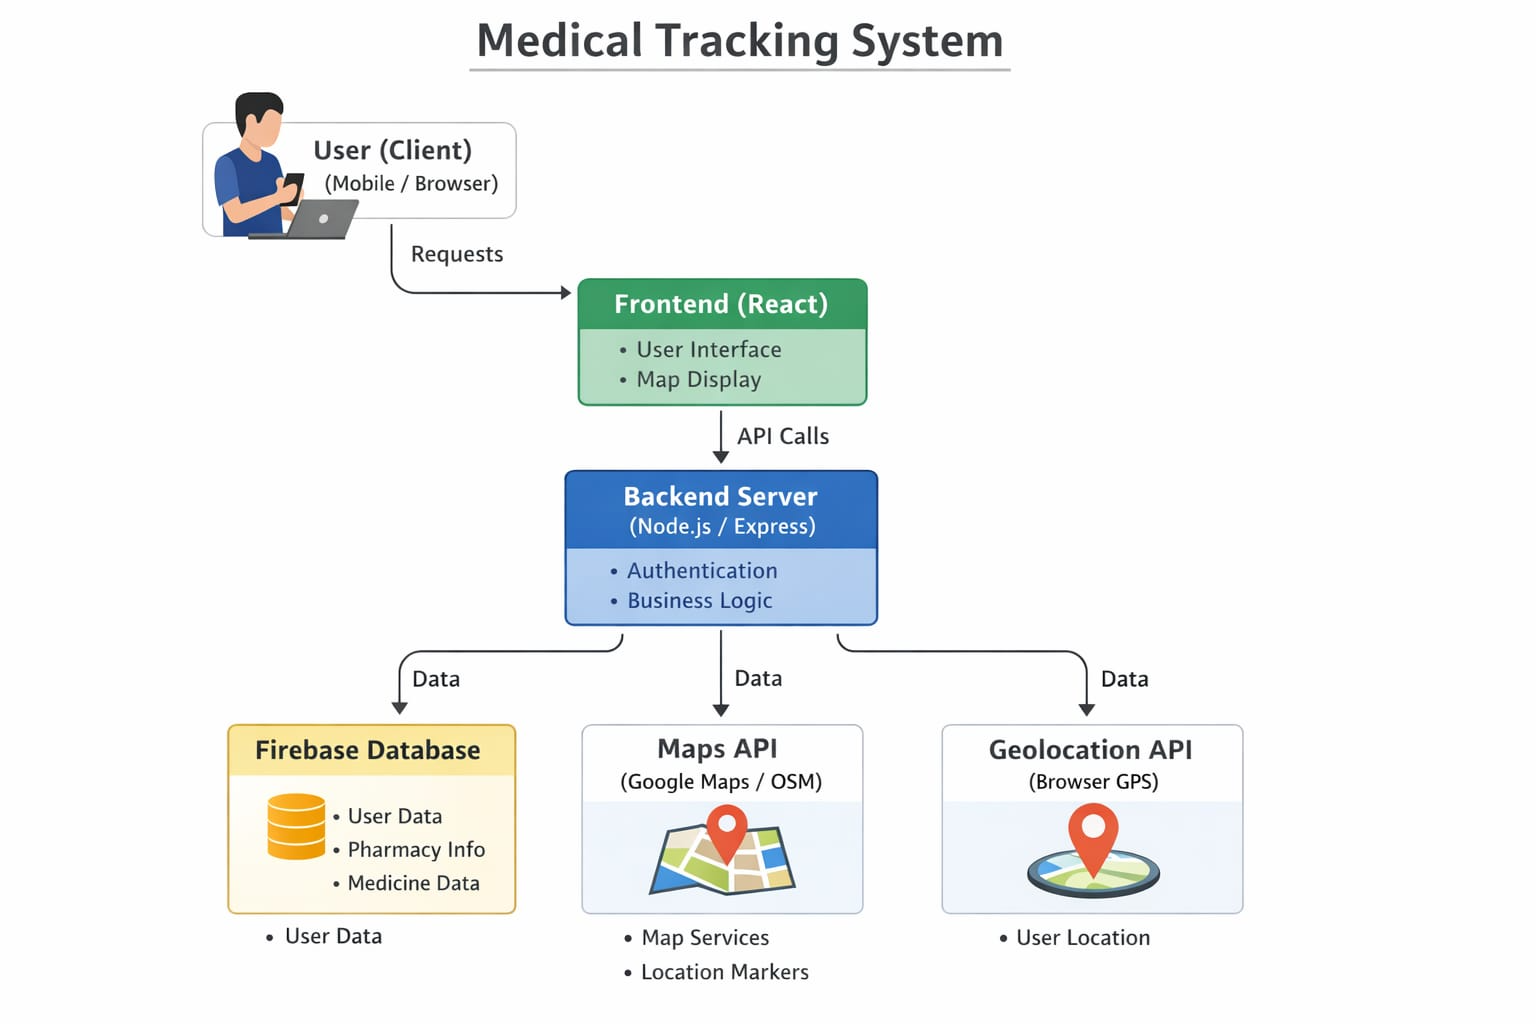 Medical Tracking System
User (Client)
(Mobile / Browser)
Requests
Frontend (React)
• User Interface
• Map Display
API Calls
Backend Server
(Node.js / Express)
• Authentication
• Business Logic
Data
Data
Data
Firebase Database
• User Data
• Pharmacy Info
• Medicine Data
• User Data
Maps API
(Google Maps / OSM)
• Map Services
• Location Markers
Geolocation API
(Browser GPS)
• User Location